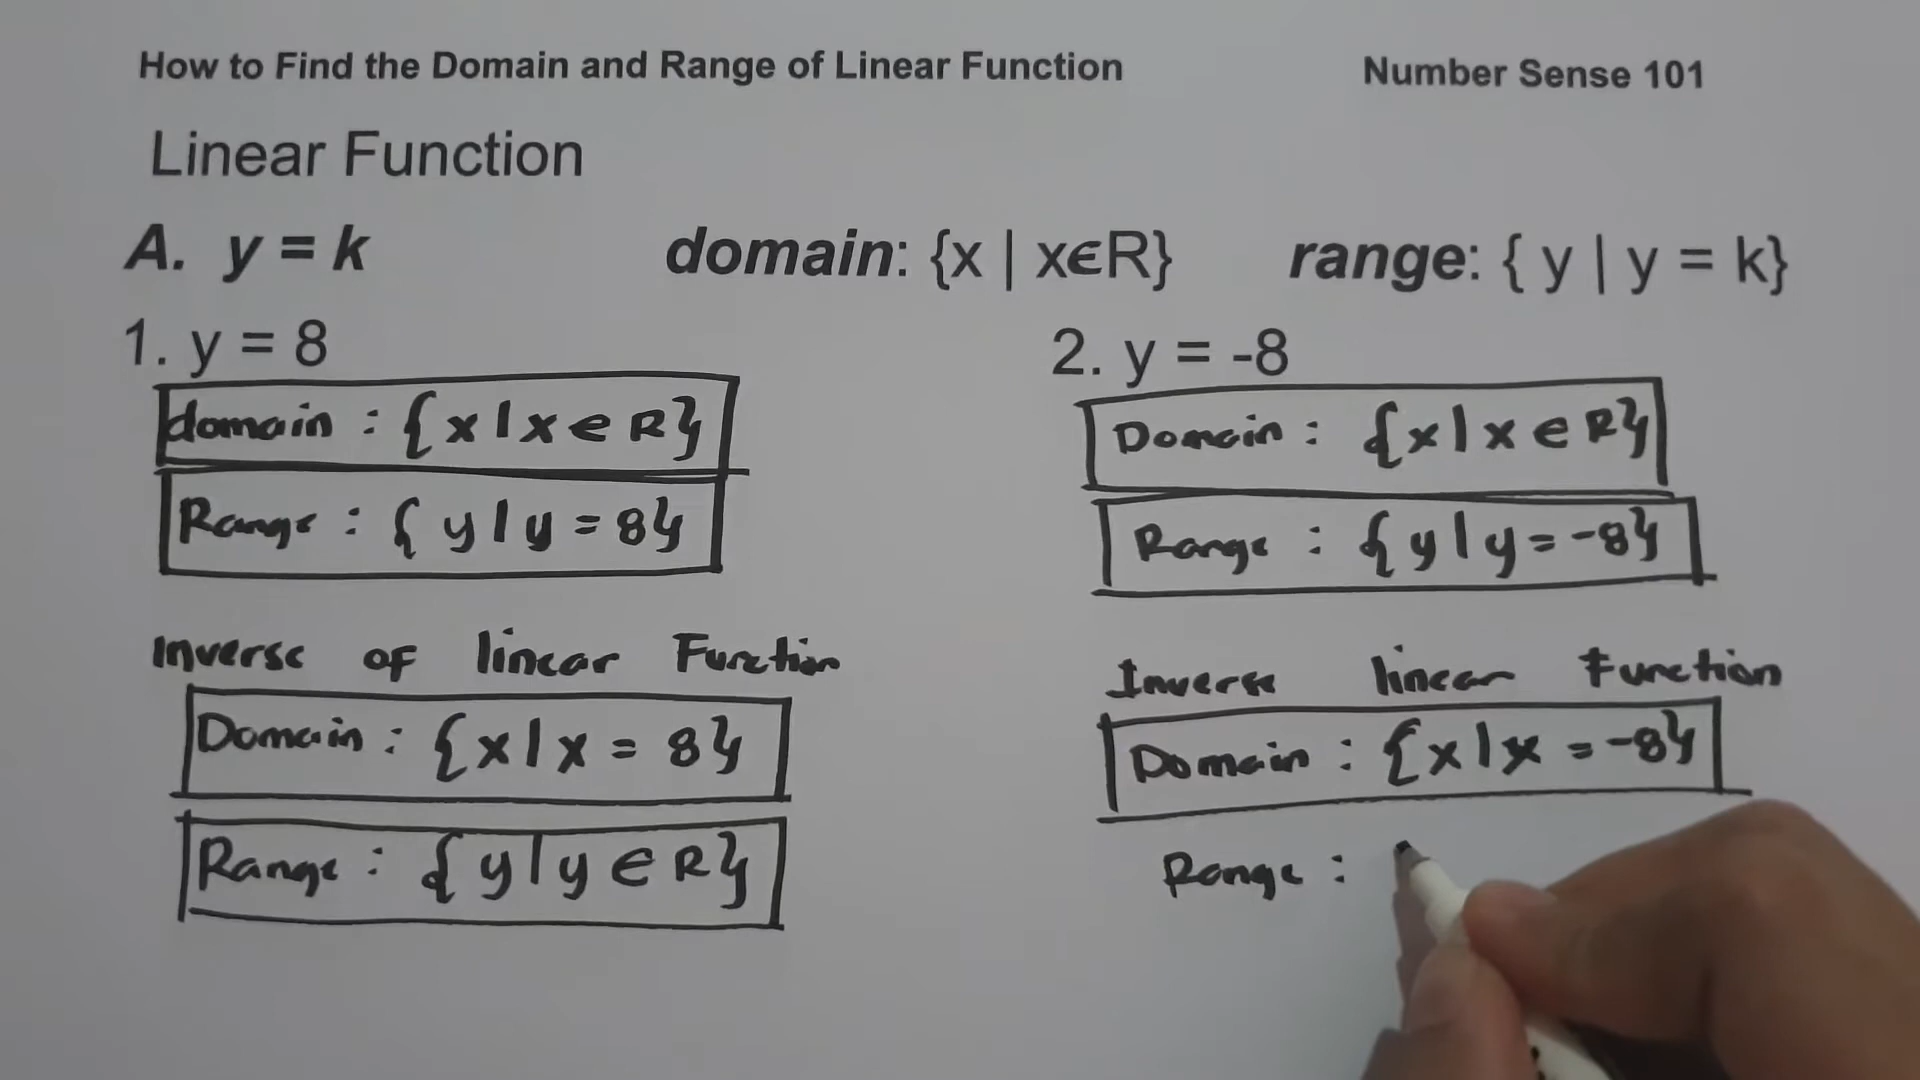 How to Find the Domain and Range of Linear Function Number Sense 101
Linear Function
A. y = k domain: {x | x∈R} range: { y | y = k}
1. y = 8
domain : {x | x ∈ R}
Range : { y | y = 8}
Inverse of linear Function
Domain : {x | x = 8}
Range : { y | y ∈ R}
2. y = -8
Domain : {x | x ∈ R}
Range : { y | y = -8}
Inverse linear Function
Domain : {x | x = -8}
Range :